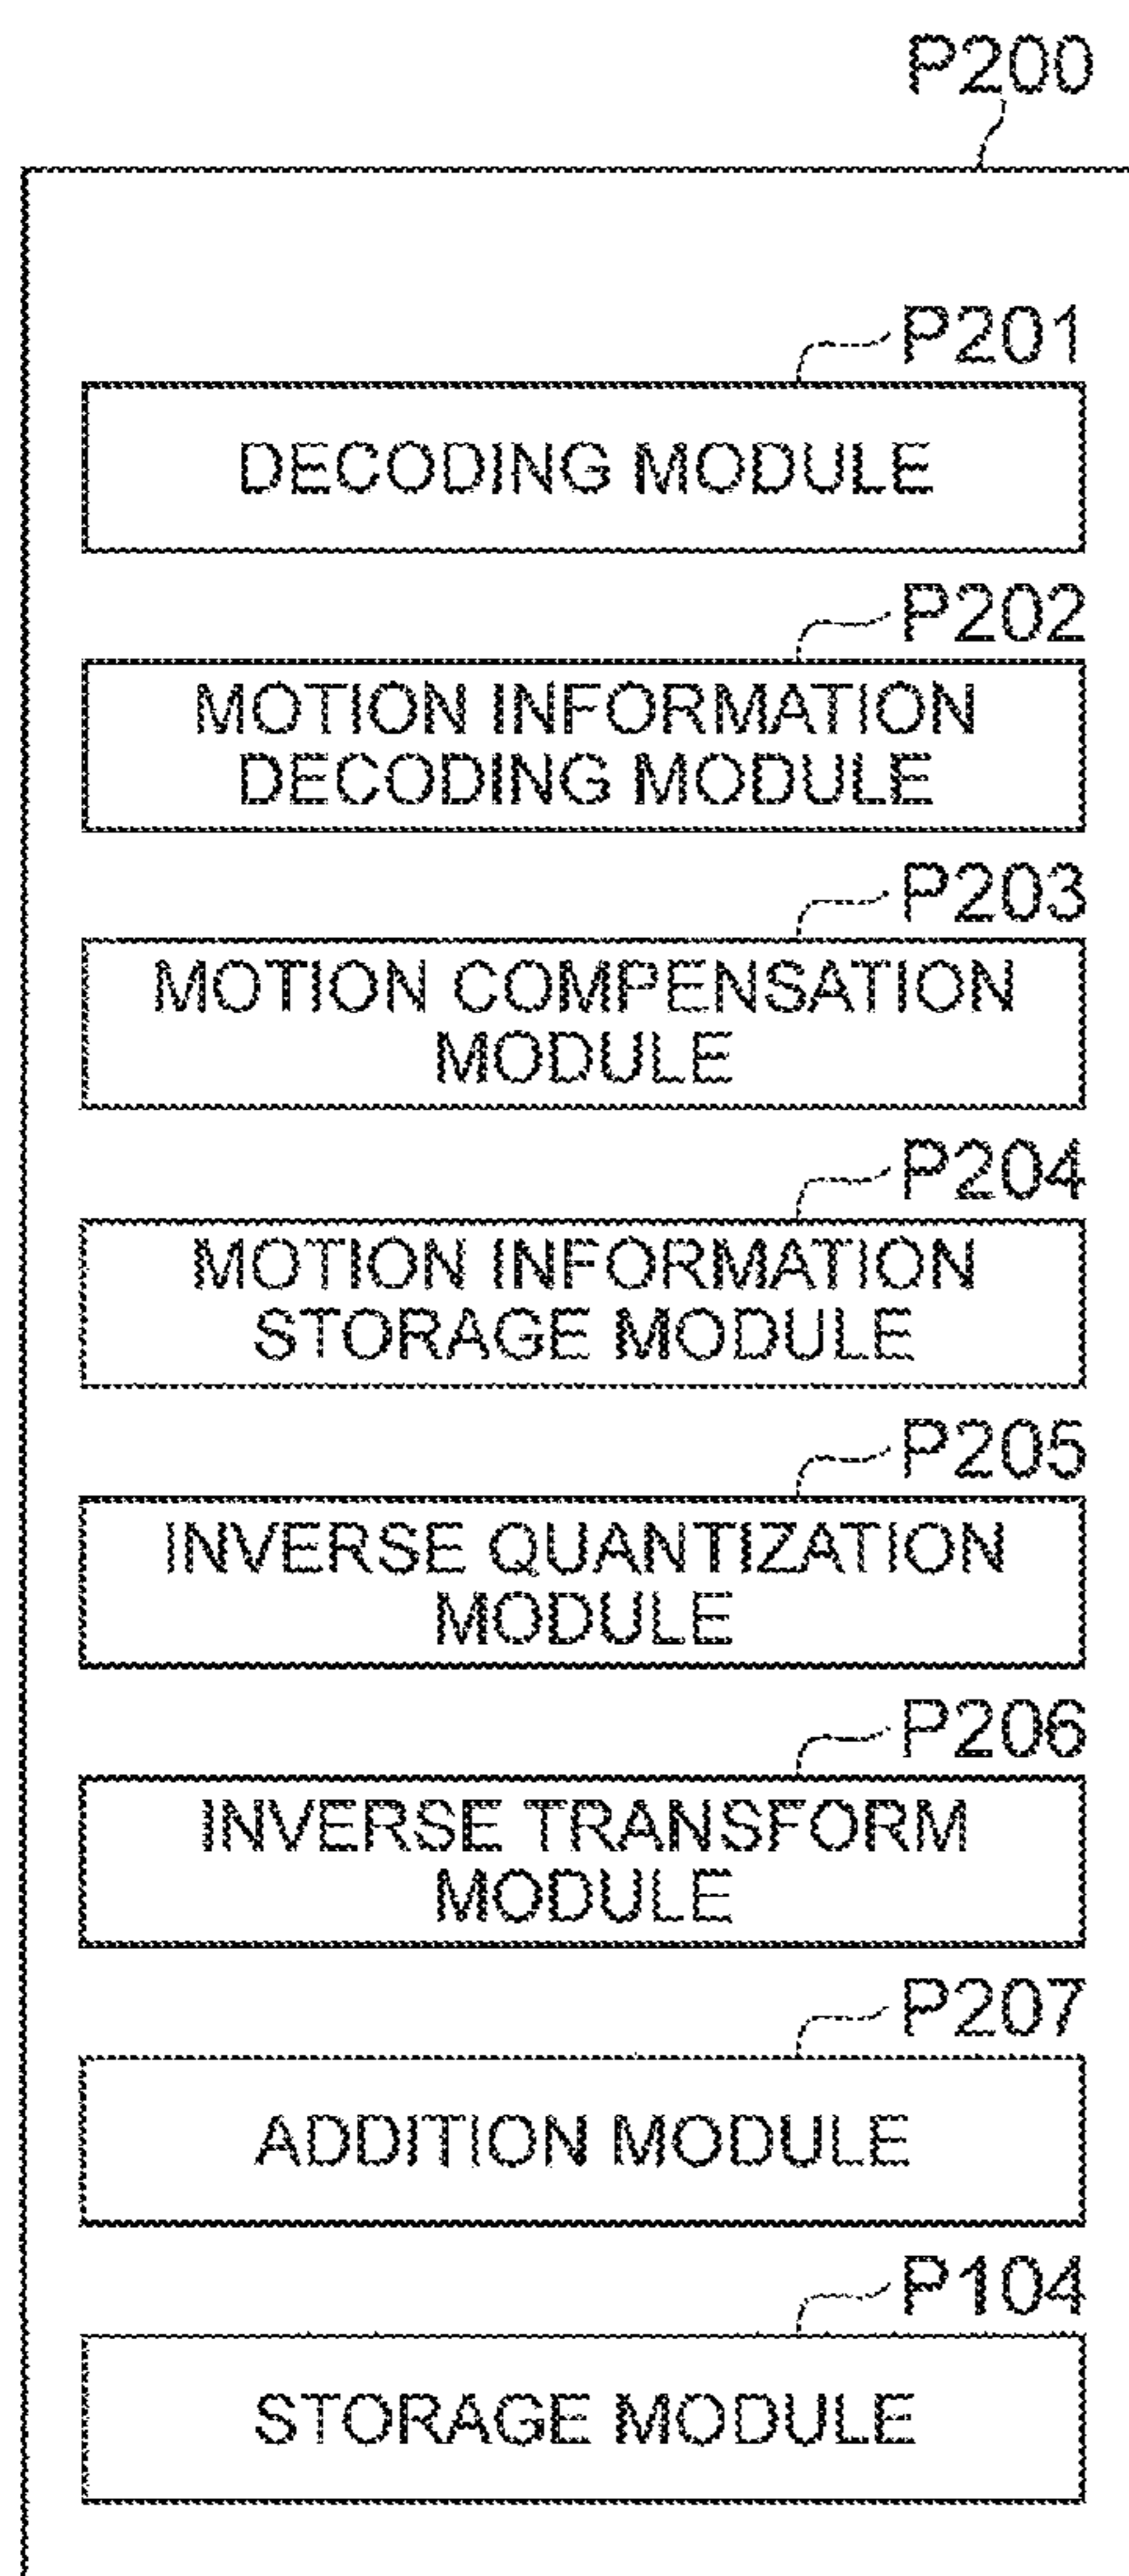 P200
P201
DECODING MODULE
P202
MOTION INFORMATION
DECODING MODULE
P203
MOTION COMPENSATION
MODULE
P204
MOTION INFORMATION
STORAGE MODULE
P205
INVERSE QUANTIZATION
MODULE
P206
INVERSE TRANSFORM
MODULE
P207
ADDITION MODULE
P104
STORAGE MODULE